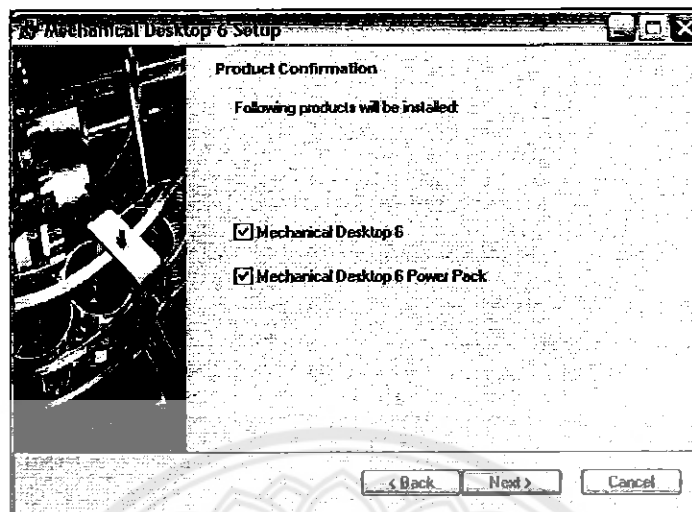 Mechanical Desktop 6 Setup
Product Confirmation
Following products will be installed:
Mechanical Desktop 6
Mechanical Desktop 6 Power Pack
< Back
Next >
Cancel